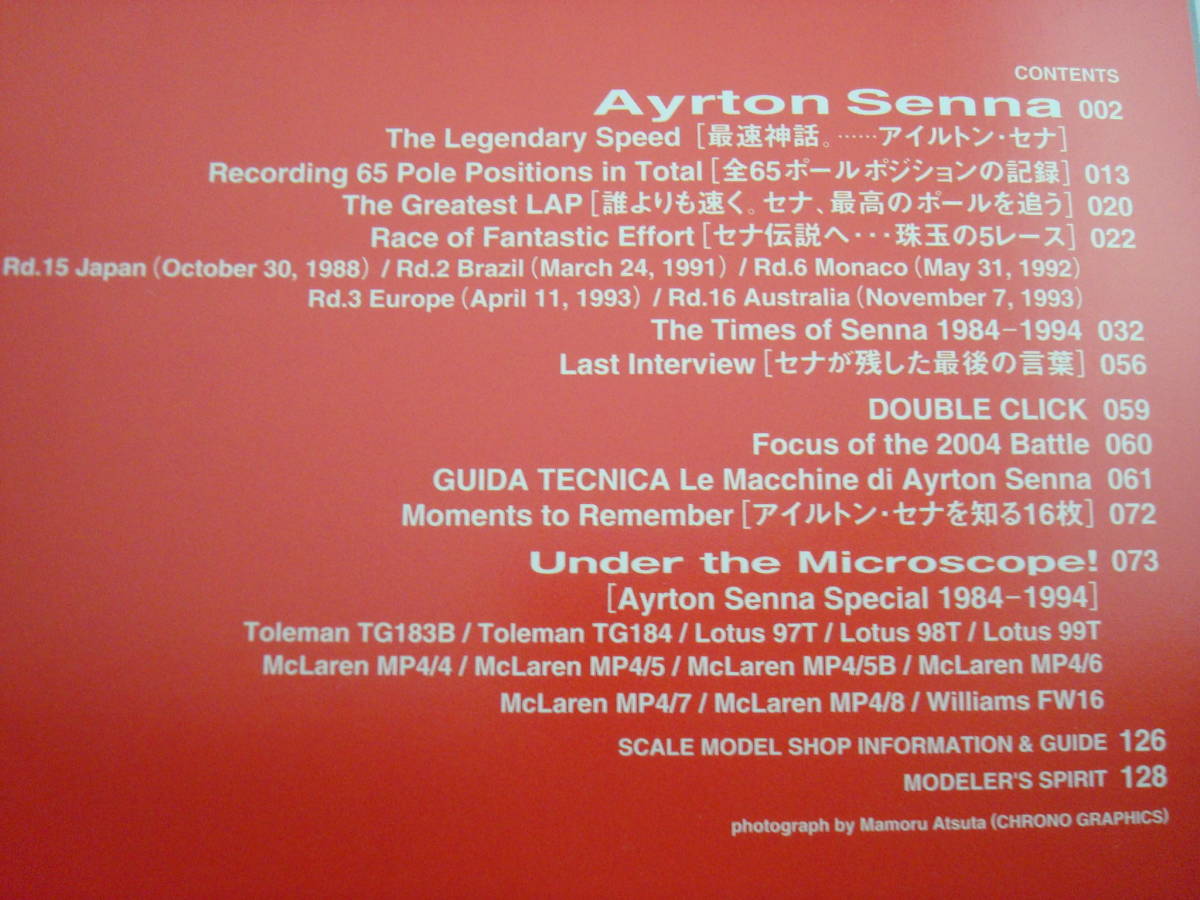 CONTENTS
Ayrton Senna 002
The Legendary Speed [最速神話。……アイルトン・セナ]
Recording 65 Pole Positions in Total [全65ポールポジションの記録] 013
The Greatest LAP [誰よりも速く。セナ、最高のポールを追う] 020
Race of Fantastic Effort [セナ伝説へ・・・珠玉の5レース] 022
Rd.15 Japan (October 30, 1988) / Rd.2 Brazil (March 24, 1991) / Rd.6 Monaco (May 31, 1992)
Rd.3 Europe (April 11, 1993) / Rd.16 Australia (November 7, 1993)
The Times of Senna 1984-1994 032
Last Interview [セナが残した最後の言葉] 056
DOUBLE CLICK 059
Focus of the 2004 Battle 060
GUIDA TECNICA Le Macchine di Ayrton Senna 061
Moments to Remember [アイルトン・セナを知る16枚] 072
Under the Microscope! 073
[Ayrton Senna Special 1984-1994]
Toleman TG183B / Toleman TG184 / Lotus 97T / Lotus 98T / Lotus 99T
McLaren MP4/4 / McLaren MP4/5 / McLaren MP4/5B / McLaren MP4/6
McLaren MP4/7 / McLaren MP4/8 / Williams FW16
SCALE MODEL SHOP INFORMATION & GUIDE 126
MODELER'S SPIRIT 128
photograph by Mamoru Atsuta (CHRONO GRAPHICS)